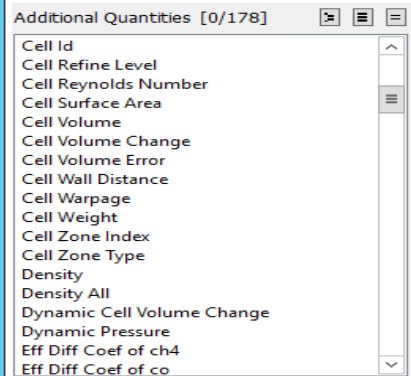 Additional Quantities [0/178]
Cell Id
Cell Refine Level
Cell Reynolds Number
Cell Surface Area
Cell Volume
Cell Volume Change
Cell Volume Error
Cell Wall Distance
Cell Warpage
Cell Weight
Cell Zone Index
Cell Zone Type
Density
Density All
Dynamic Cell Volume Change
Dynamic Pressure
Eff Diff Coef of ch4
Eff Diff Coef of co